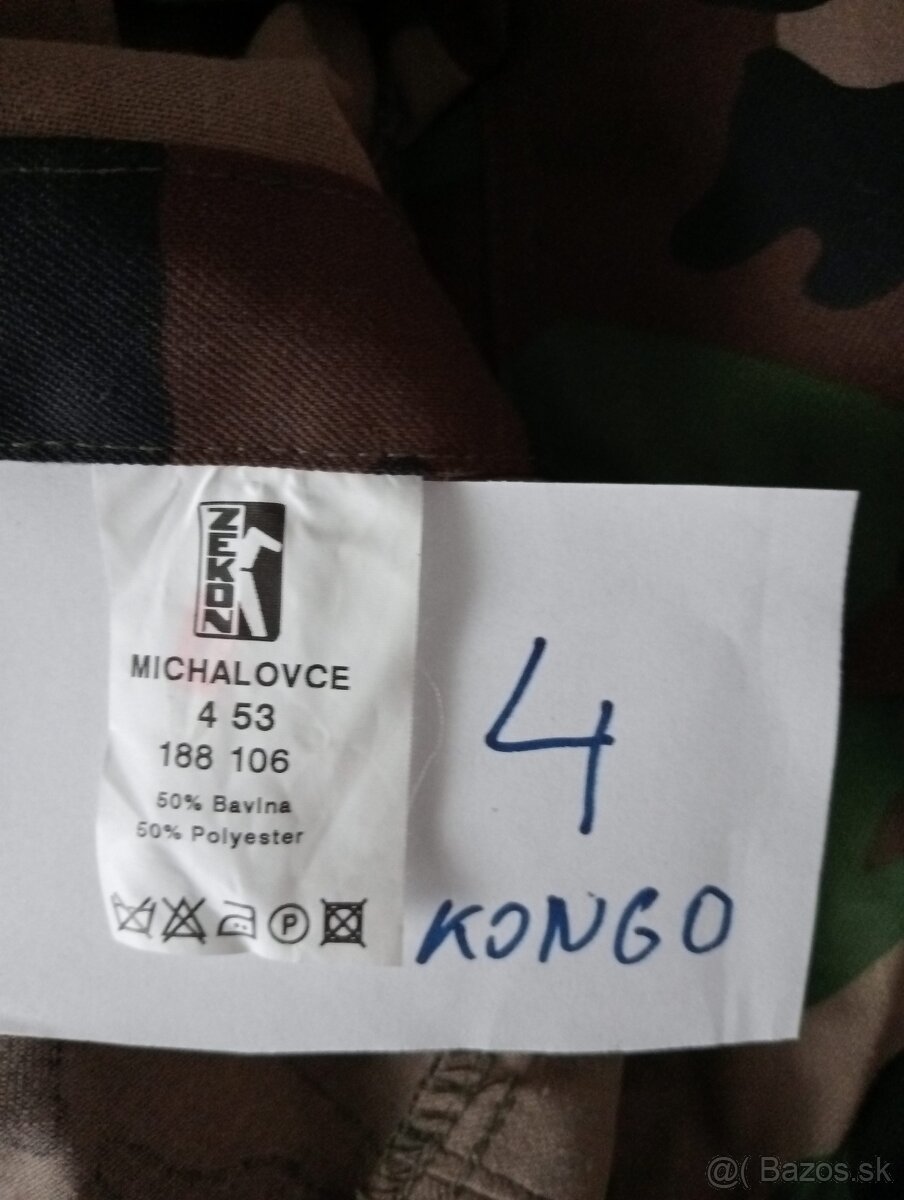 ZEKON
MICHALOVCE
4 53
188 106
50% Bavlna
50% Polyester
P
4
KONGO
@( Bazos.sk